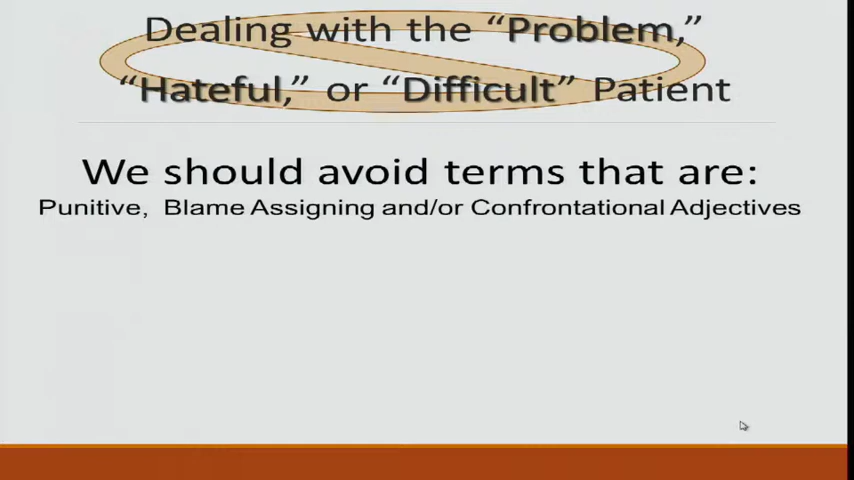 Dealing with the “Problem,”
“Hateful,” or “Difficult” Patient
We should avoid terms that are:
Punitive, Blame Assigning and/or Confrontational Adjectives